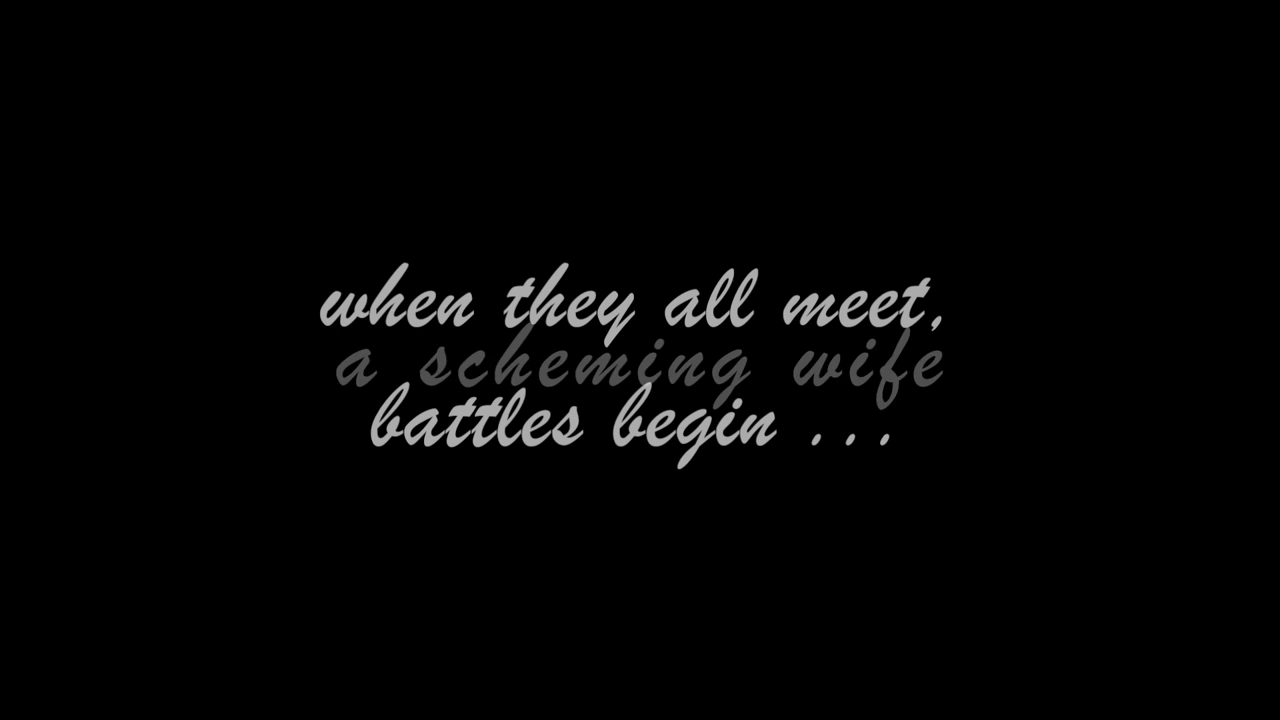 when they all meet,
a scheming wife
battles begin ...